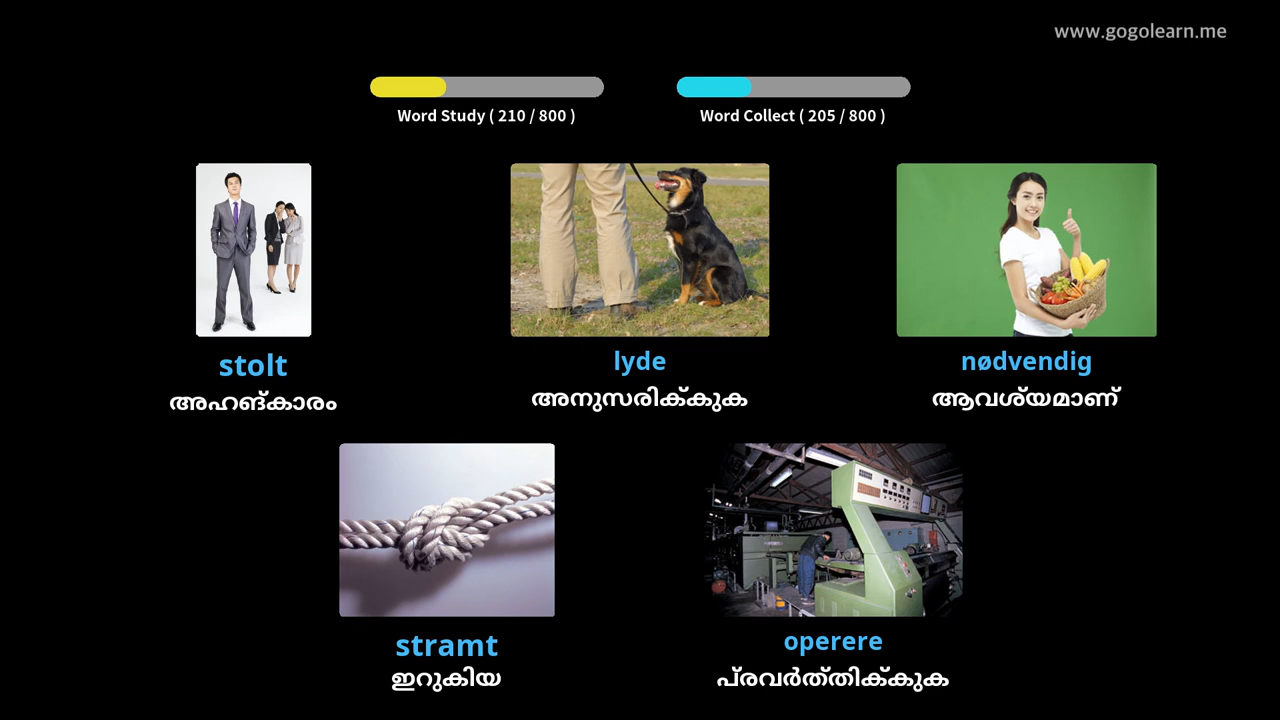 www.gogolearn.me
Word Study ( 210 / 800 )
Word Collect ( 205 / 800 )
stolt
അഹങ്കാരം
lyde
അനുസരിക്കുക
nødvendig
ആവശ്യമാണ്
stramt
ഇറുകിയ
operere
പ്രവർത്തിക്കുക